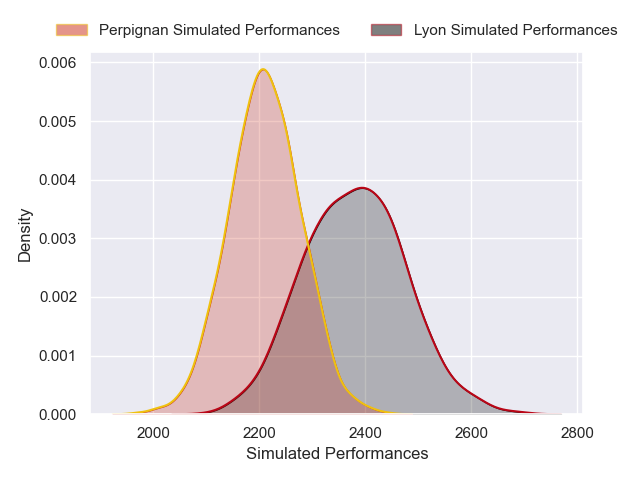 Perpignan Simulated Performances Lyon Simulated Performances
0.006
0.005
0.004
0.003
0.002
0.001
0.000
Density
2000 2200 2400 2600 2800
Simulated Performances